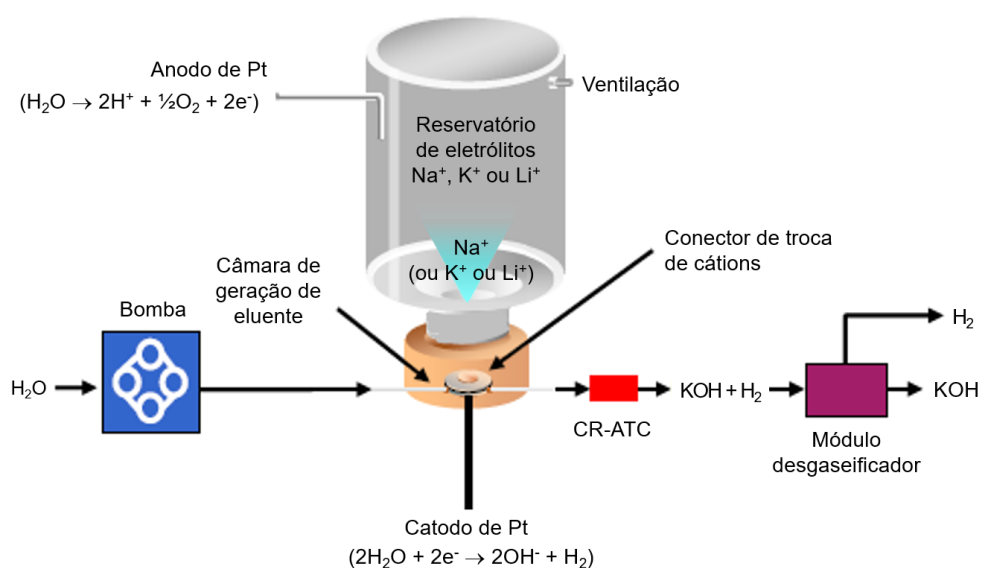 Anodo de Pt
(H₂O → 2H⁺ + ½O₂ + 2e⁻)
Ventilação
Reservatório
de eletrólitos
Na⁺, K⁺ ou Li⁺
Na⁺
(ou K⁺ ou Li⁺)
Conector de troca
de cátions
Câmara de
geração de
eluente
Bomba
H₂O
CR-ATC
KOH + H₂
H₂
KOH
Módulo
desgaseificador
Catodo de Pt
(2H₂O + 2e⁻ → 2OH⁻ + H₂)